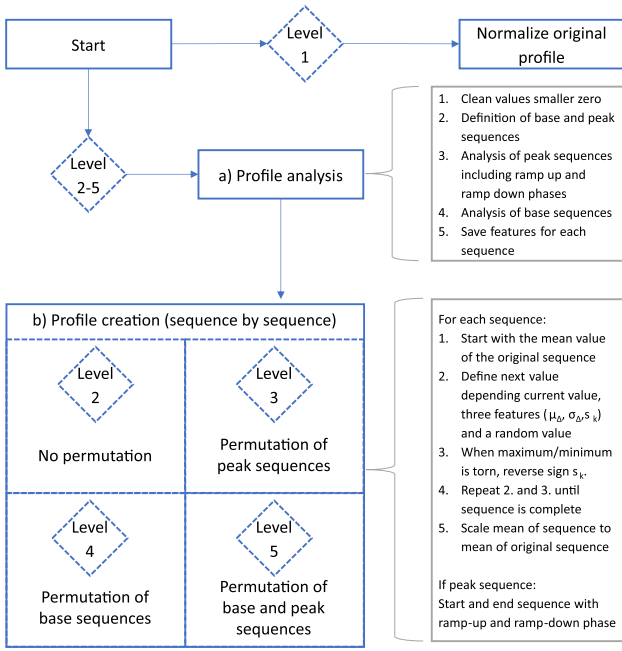 Start
Level
1
Normalize original
profile
Level
2-5
a) Profile analysis
1. Clean values smaller zero
2. Definition of base and peak
sequences
3. Analysis of peak sequences
including ramp up and
ramp down phases
4. Analysis of base sequences
5. Save features for each
sequence
b) Profile creation (sequence by sequence)
Level
2
No permutation
Level
3
Permutation of
peak sequences
Level
4
Permutation of
base sequences
Level
5
Permutation of
base and peak
sequences
For each sequence:
1. Start with the mean value
of the original sequence
2. Define next value
depending current value,
three features (μΔ, σΔ,s k)
and a random value
3. When maximum/minimum
is torn, reverse sign s k.
4. Repeat 2. and 3. until
sequence is complete
5. Scale mean of sequence to
mean of original sequence
If peak sequence:
Start and end sequence with
ramp-up and ramp-down phase